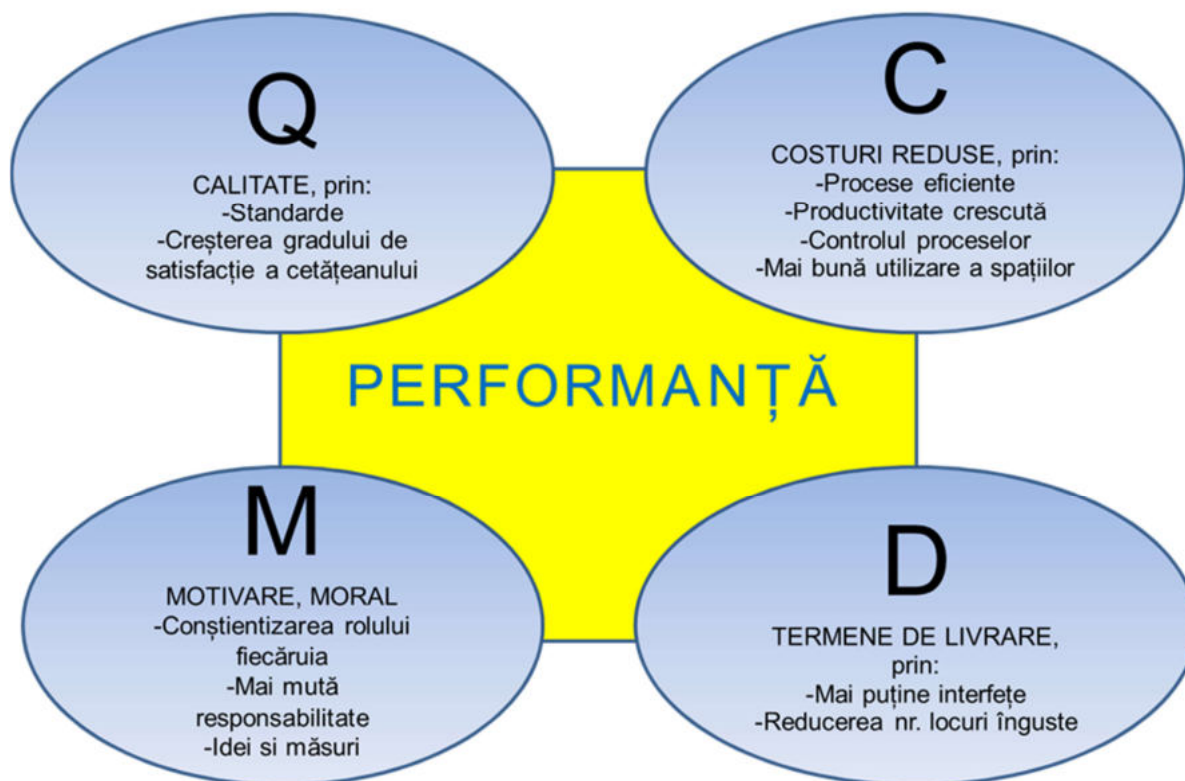 Q
CALITATE, prin:
-Standarde
-Creșterea gradului de
satisfacție a cetățeanului
C
COSTURI REDUSE, prin:
-Procese eficiente
-Productivitate crescută
-Controlul proceselor
-Mai bună utilizare a spațiilor
PERFORMANȚĂ
M
MOTIVARE, MORAL
-Conștientizarea rolului
fiecăruia
-Mai mută
responsabilitate
-Idei si măsuri
D
TERMENE DE LIVRARE,
prin:
-Mai puține interfețe
-Reducerea nr. locuri înguste